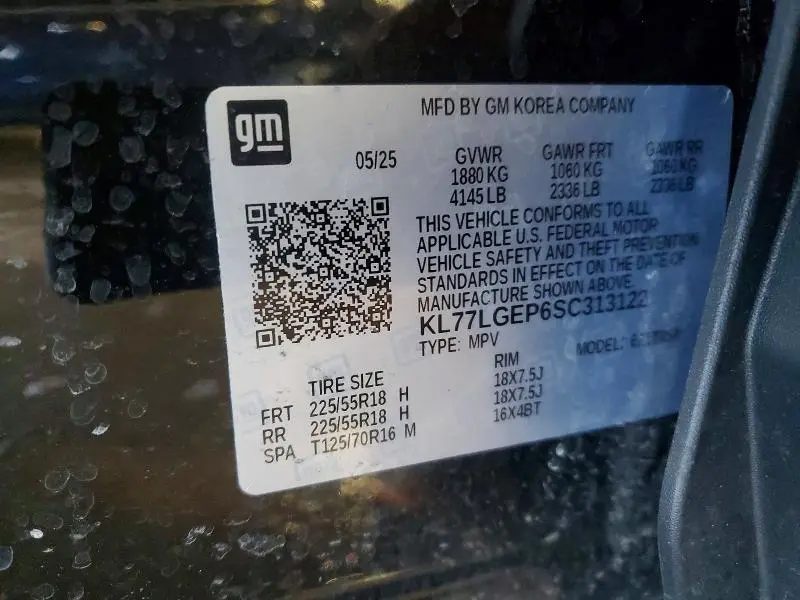 gm
MFD BY GM KOREA COMPANY
05/25 GVWR GAWR FRT GAWR RR
1880 KG 1060 KG 1060 KG
4145 LB 2336 LB 2336 LB
THIS VEHICLE CONFORMS TO ALL
APPLICABLE U.S. FEDERAL MOTOR
VEHICLE SAFETY AND THEFT PREVENTION
STANDARDS IN EFFECT ON THE DATE OF
MANUFACTURE SHOWN ABOVE.
KL77LGEP6SC313122
TYPE: MPV MODEL:
TIRE SIZE RIM
FRT 225/55R18 H 18X7.5J
RR 225/55R18 H 18X7.5J
SPA T125/70R16 M 16X4BT